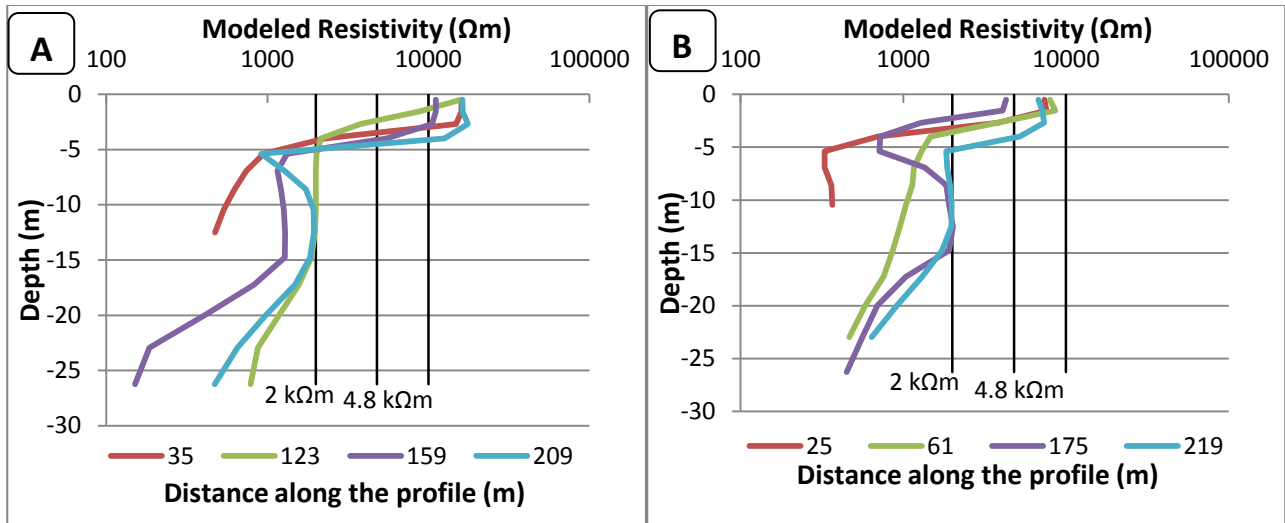 A
Modeled Resistivity (Ωm)
100 1000 10000 100000
0
-5
-10
-15
-20
-25
-30
Depth (m)
2 kΩm
4.8 kΩm
35 123 159 209
Distance along the profile (m)
B
Modeled Resistivity (Ωm)
100 1000 10000 100000
0
-5
-10
-15
-20
-25
-30
Depth (m)
2 kΩm
4.8 kΩm
25 61 175 219
Distance along the profile (m)